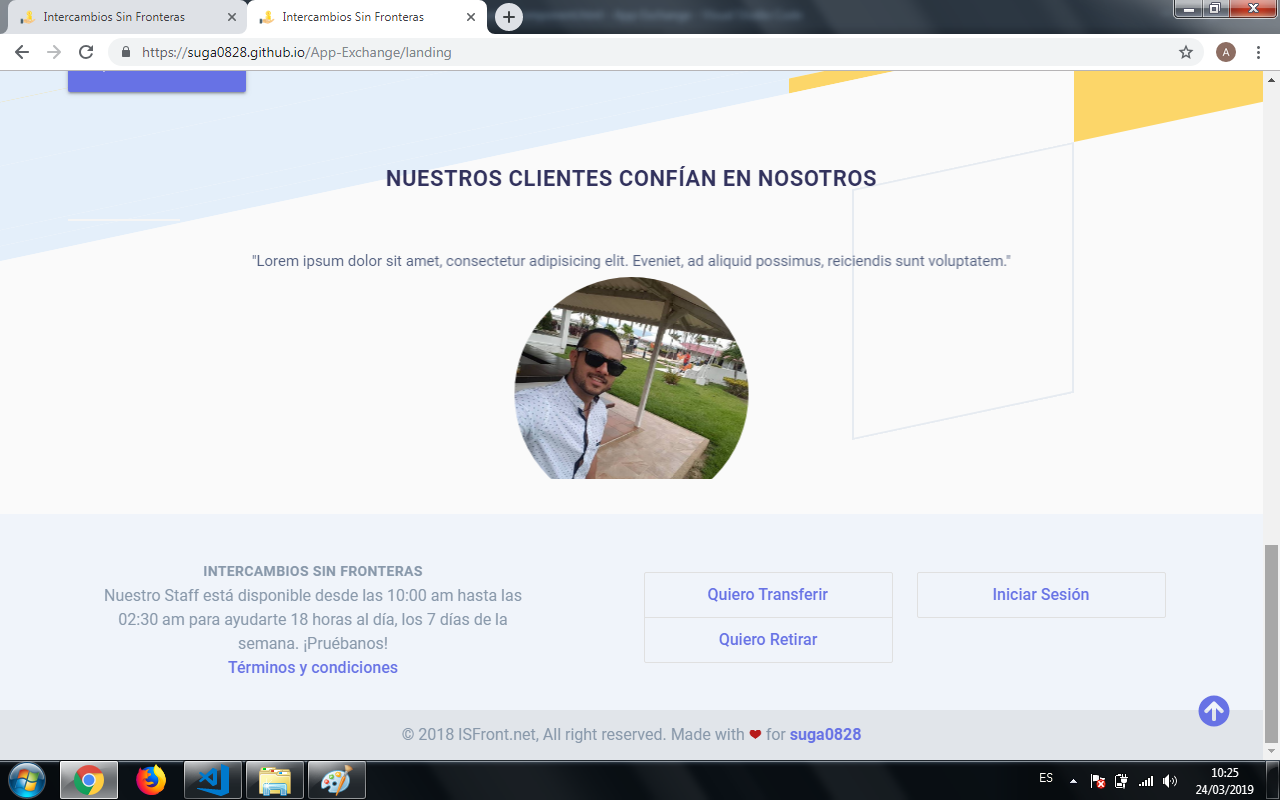 Intercambios Sin Fronteras
Intercambios Sin Fronteras
https://suga0828.github.io/App-Exchange/landing
A
NUESTROS CLIENTES CONFÍAN EN NOSOTROS
"Lorem ipsum dolor sit amet, consectetur adipisicing elit. Eveniet, ad aliquid possimus, reiciendis sunt voluptatem."
INTERCAMBIOS SIN FRONTERAS
Nuestro Staff está disponible desde las 10:00 am hasta las
02:30 am para ayudarte 18 horas al día, los 7 días de la
semana. ¡Pruébanos!
Términos y condiciones
Quiero Transferir
Quiero Retirar
Iniciar Sesión
© 2018 ISFront.net, All right reserved. Made with ❤ for suga0828
ES
10:25
24/03/2019